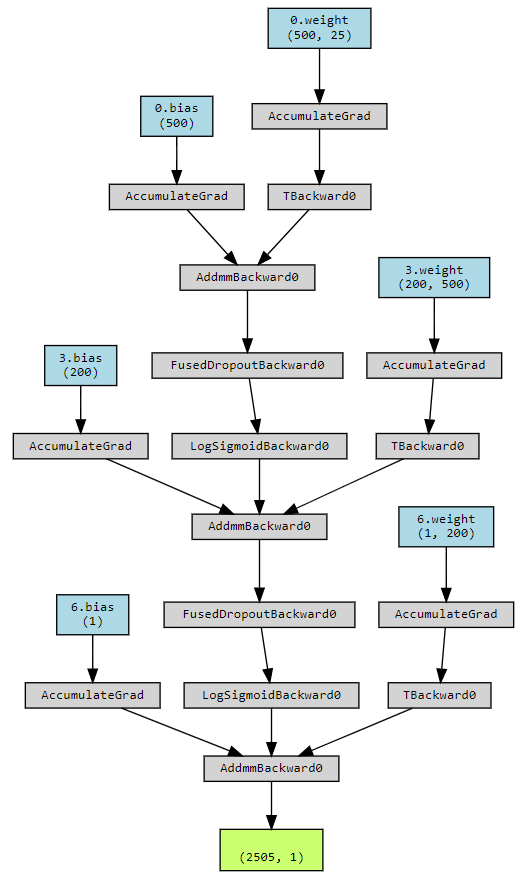 0.weight
(500, 25)
0.bias
(500)
AccumulateGrad
AccumulateGrad
TBackward0
AddmmBackward0
3.weight
(200, 500)
3.bias
(200)
FusedDropoutBackward0
AccumulateGrad
AccumulateGrad
LogSigmoidBackward0
TBackward0
AddmmBackward0
6.weight
(1, 200)
6.bias
(1)
FusedDropoutBackward0
AccumulateGrad
AccumulateGrad
LogSigmoidBackward0
TBackward0
AddmmBackward0
(2505, 1)